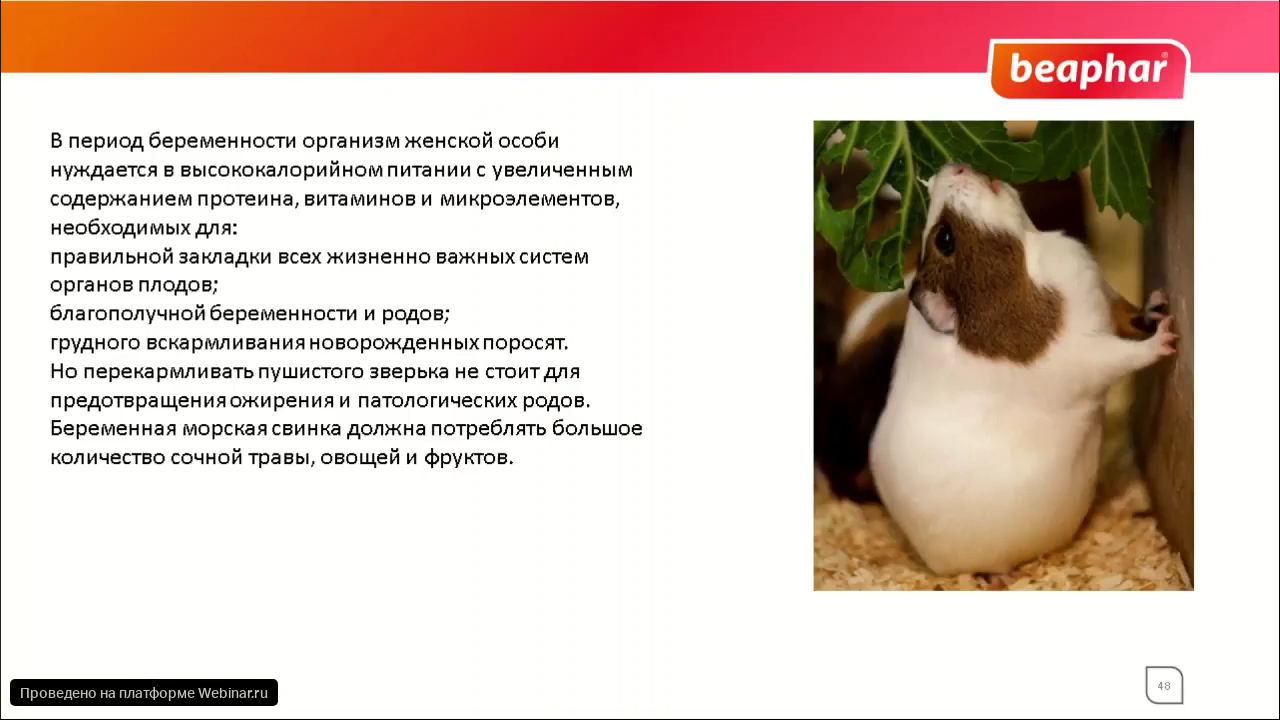 beaphar®
В период беременности организм женской особи
нуждается в высококалорийном питании с увеличенным
содержанием протеина, витаминов и микроэлементов,
необходимых для:
правильной закладки всех жизненно важных систем
органов плодов;
благополучной беременности и родов;
грудного вскармливания новорожденных поросят.
Но перекармливать пушистого зверька не стоит для
предотвращения ожирения и патологических родов.
Беременная морская свинка должна потреблять большое
количество сочной травы, овощей и фруктов.
Проведено на платформе Webinar.ru
48